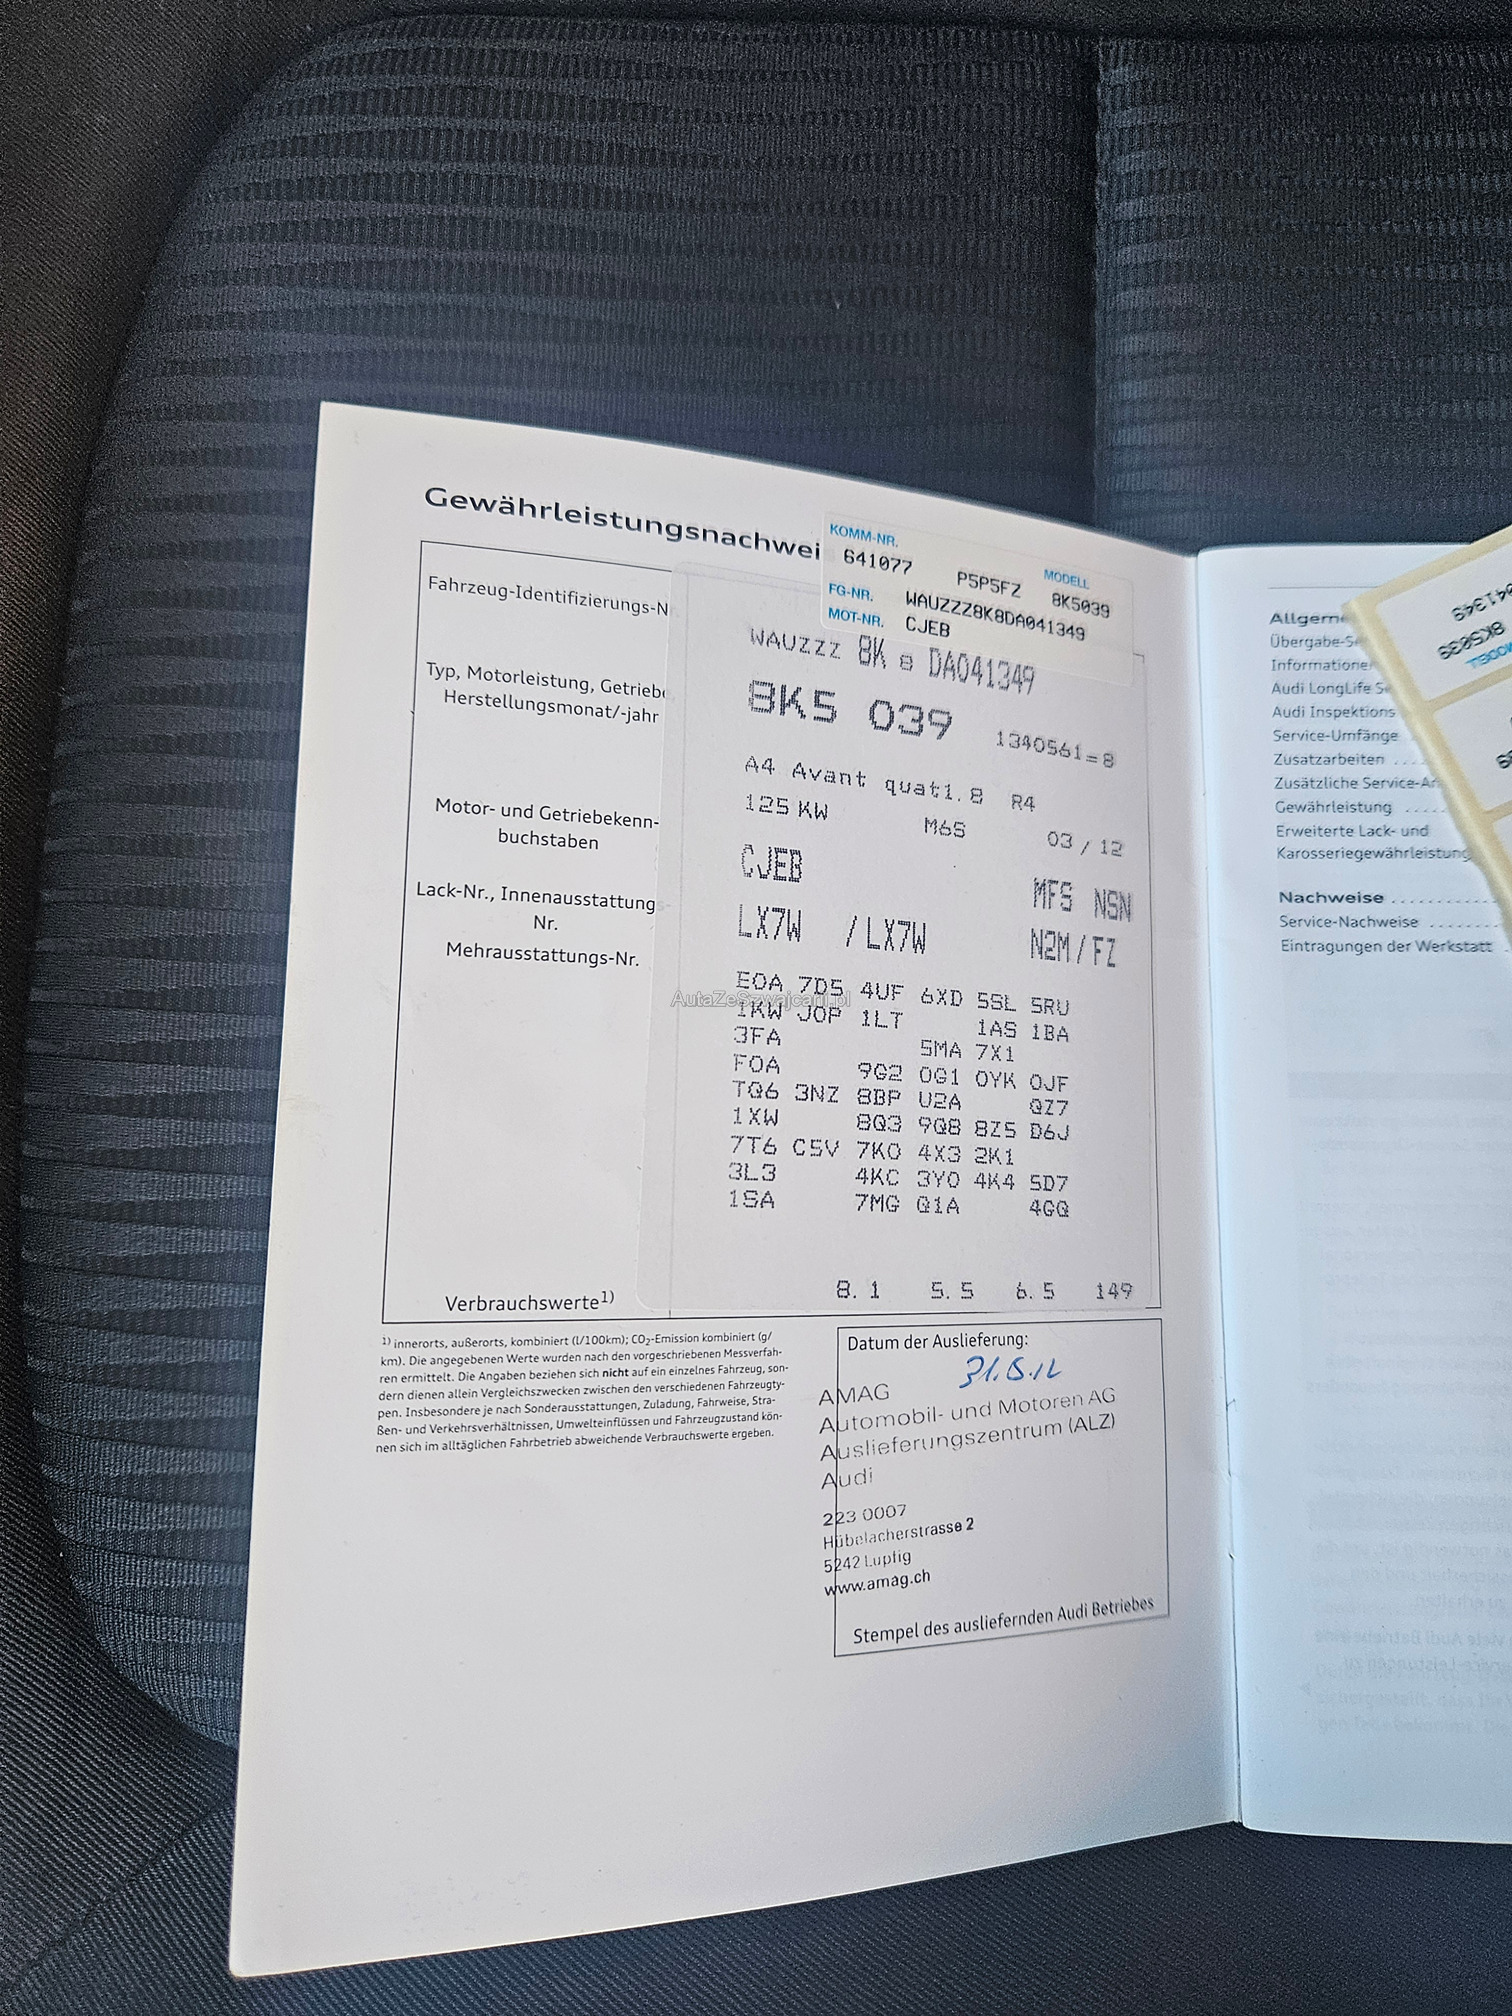 Gewährleistungsnachwei
KOMM-NR.
641077 P5P5FZ
MODELL
8K5039
FG-NR. WAUZZZ8K8DA041349
MOT-NR. CJEB
Fahrzeug-Identifizierungs-N
WAUZZZ 8K 8 DA041349
Typ, Motorleistung, Getriebe
Herstellungsmonat/-jahr
8K5 039 1340561=8
A4 Avant quat1.8 R4
125 KW M6S 03 / 12
Motor- und Getriebekenn-
buchstaben
CJEB MFS NSN
Lack-Nr., Innenausstattung
Nr.
LX7W / LX7W N2M / FZ
Mehrausstattungs-Nr.
E0A 7D5 4UF 6XD 5SL 5RU
AutaZeSzwajcarii.pl
1KW J0P 1LT 1AS 1BA
3FA 5MA 7X1
F0A 9G2 0G1 0YK 0JF
TQ6 3NZ 8BP U2A QZ7
1XW 8Q3 9Q8 8Z5 D6J
7T6 C5V 7K0 4X3 2K1
3L3 4KC 3Y0 4K4 5D7
1SA 7MG Q1A 4GQ
Verbrauchswerte1) 8. 1 5. 5 6. 5 149
1) innerorts, außerorts, kombiniert (l/100km); CO2-Emission kombiniert (g/
km). Die angegebenen Werte wurden nach den vorgeschriebenen Messverfah-
ren ermittelt. Die Angaben beziehen sich nicht auf ein einzelnes Fahrzeug, son-
dern dienen allein Vergleichszwecken zwischen den verschiedenen Fahrzeugty-
pen. Insbesondere je nach Sonderausstattungen, Zuladung, Fahrweise, Stra-
ßen- und Verkehrsverhältnissen, Umwelteinflüssen und Fahrzeugzustand kön-
nen sich im alltäglichen Fahrbetrieb abweichende Verbrauchswerte ergeben.
Datum der Auslieferung:
31.5.12
AMAG
Automobil- und Motoren AG
Auslieferungszentrum (ALZ)
Audi
223 0007
Hübelacherstrasse 2
5242 Lupfig
www.amag.ch
Stempel des ausliefernden Audi Betriebes
Allgeme
Übergabe-S
Informatione
Audi LongLife Se
Audi Inspektions
Service-Umfänge
Zusatzarbeiten ....
Zusätzliche Service-Ar
Gewährleistung ......
Erweiterte Lack- und
Karosseriegewährleistung
Nachweise ..............
Service-Nachweise ........
Eintragungen der Werkstatt .
041349
8K5039
MODELL